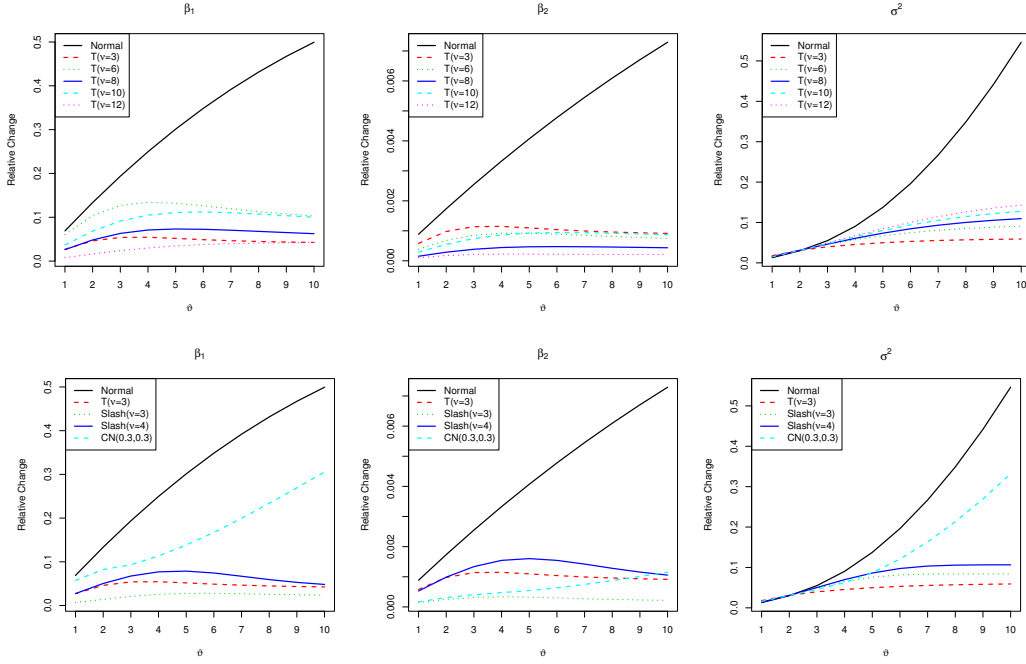 β₁
Relative Change
0.0 0.1 0.2 0.3 0.4 0.5
Normal
T(ν=3)
T(ν=6)
T(ν=8)
T(ν=10)
T(ν=12)
1 2 3 4 5 6 7 8 9 10
ϑ
β₂
Relative Change
0.000 0.002 0.004 0.006
Normal
T(ν=3)
T(ν=6)
T(ν=8)
T(ν=10)
T(ν=12)
1 2 3 4 5 6 7 8 9 10
ϑ
σ²
Relative Change
0.0 0.1 0.2 0.3 0.4 0.5
Normal
T(ν=3)
T(ν=6)
T(ν=8)
T(ν=10)
T(ν=12)
1 2 3 4 5 6 7 8 9 10
ϑ
β₁
Relative Change
0.0 0.1 0.2 0.3 0.4 0.5
Normal
T(ν=3)
Slash(ν=3)
Slash(ν=4)
CN(0.3,0.3)
1 2 3 4 5 6 7 8 9 10
ϑ
β₂
Relative Change
0.000 0.002 0.004 0.006
Normal
T(ν=3)
Slash(ν=3)
Slash(ν=4)
CN(0.3,0.3)
1 2 3 4 5 6 7 8 9 10
ϑ
σ²
Relative Change
0.0 0.1 0.2 0.3 0.4 0.5
Normal
T(ν=3)
Slash(ν=3)
Slash(ν=4)
CN(0.3,0.3)
1 2 3 4 5 6 7 8 9 10
ϑ